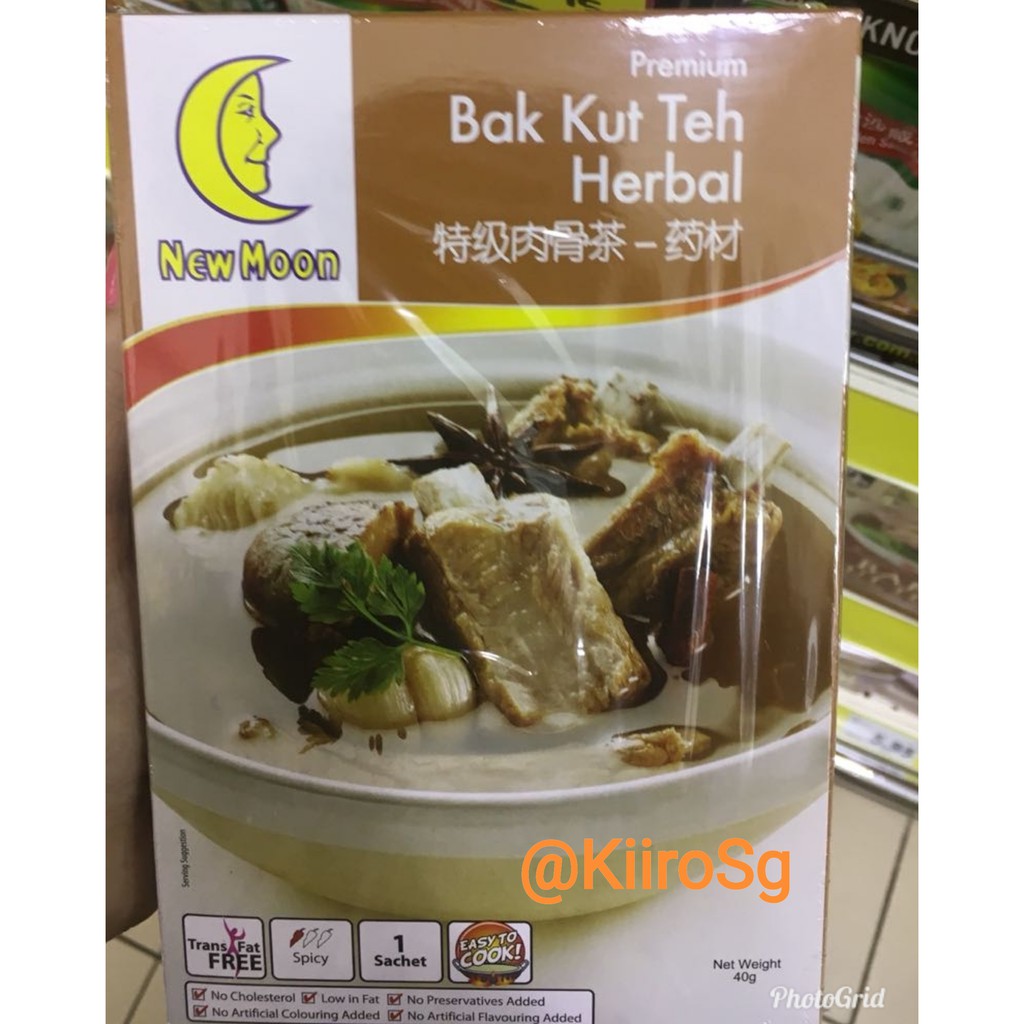 Premium
Bak Kut Teh
Herbal
特级肉骨茶 – 药材
New Moon
KNO
@KiiroSg
Serving Suggestion
Trans Fat
FREE
Spicy
1
Sachet
EASY TO
COOK!
Net Weight
40g
No Cholesterol Low in Fat No Preservatives Added
No Artificial Colouring Added No Artificial Flavouring Added
PhotoGrid